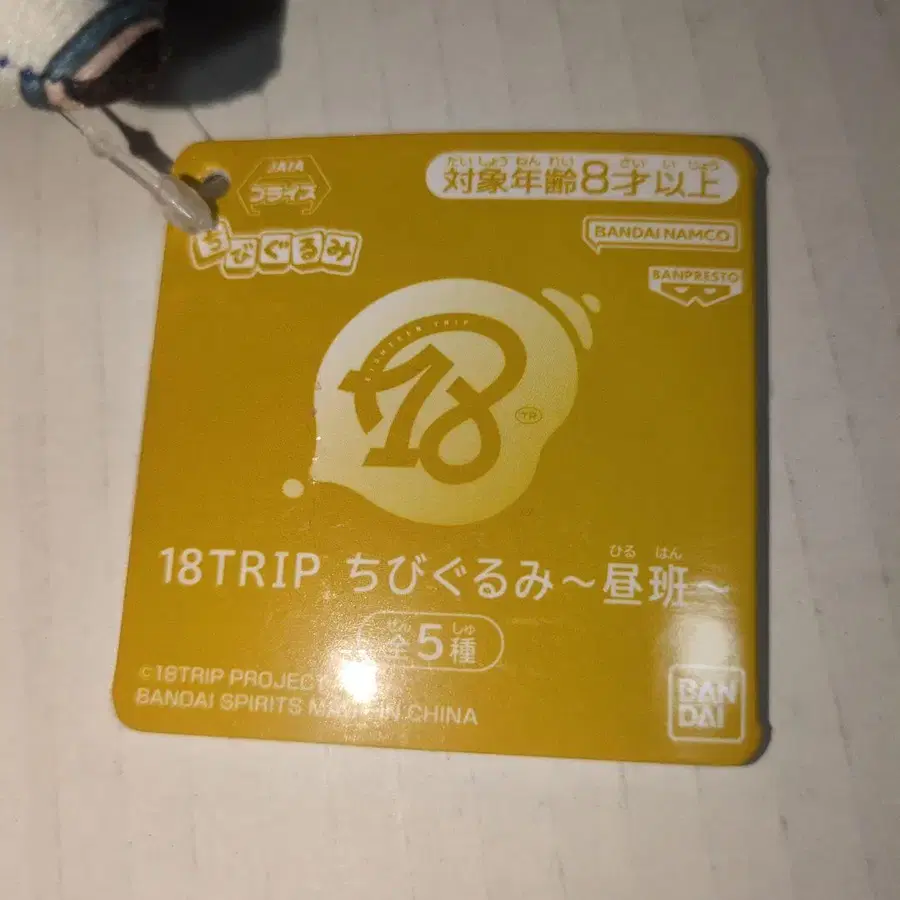 JAIA
プライズ
たいしょうねんれい さい いじょう
対象年齢8才以上
ちびぐるみ
BANDAI NAMCO
BANPRESTO
EIGHTEEN TRIP
18
TR
ひる はん
18TRIP ちびぐるみ～昼班～
ぜん しゅ
全5種
©18TRIP PROJECT
BANDAI SPIRITS MADE IN CHINA
BAN
DAI